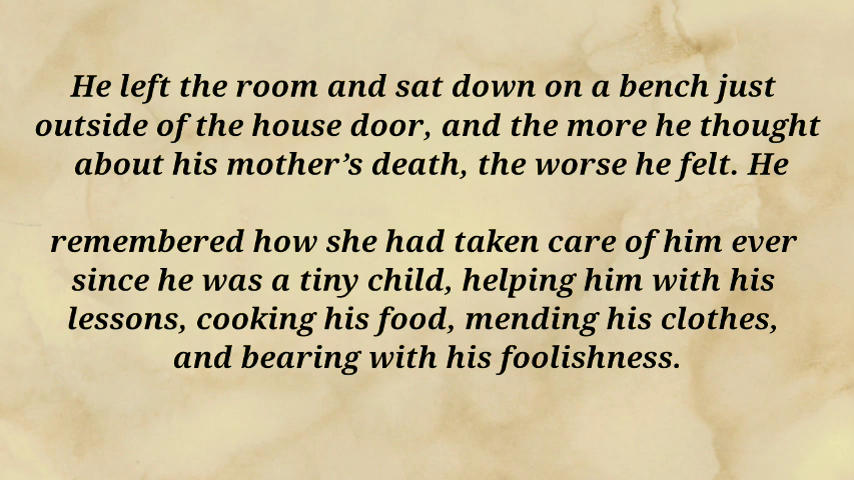 He left the room and sat down on a bench just
outside of the house door, and the more he thought
about his mother’s death, the worse he felt. He
remembered how she had taken care of him ever
since he was a tiny child, helping him with his
lessons, cooking his food, mending his clothes,
and bearing with his foolishness.